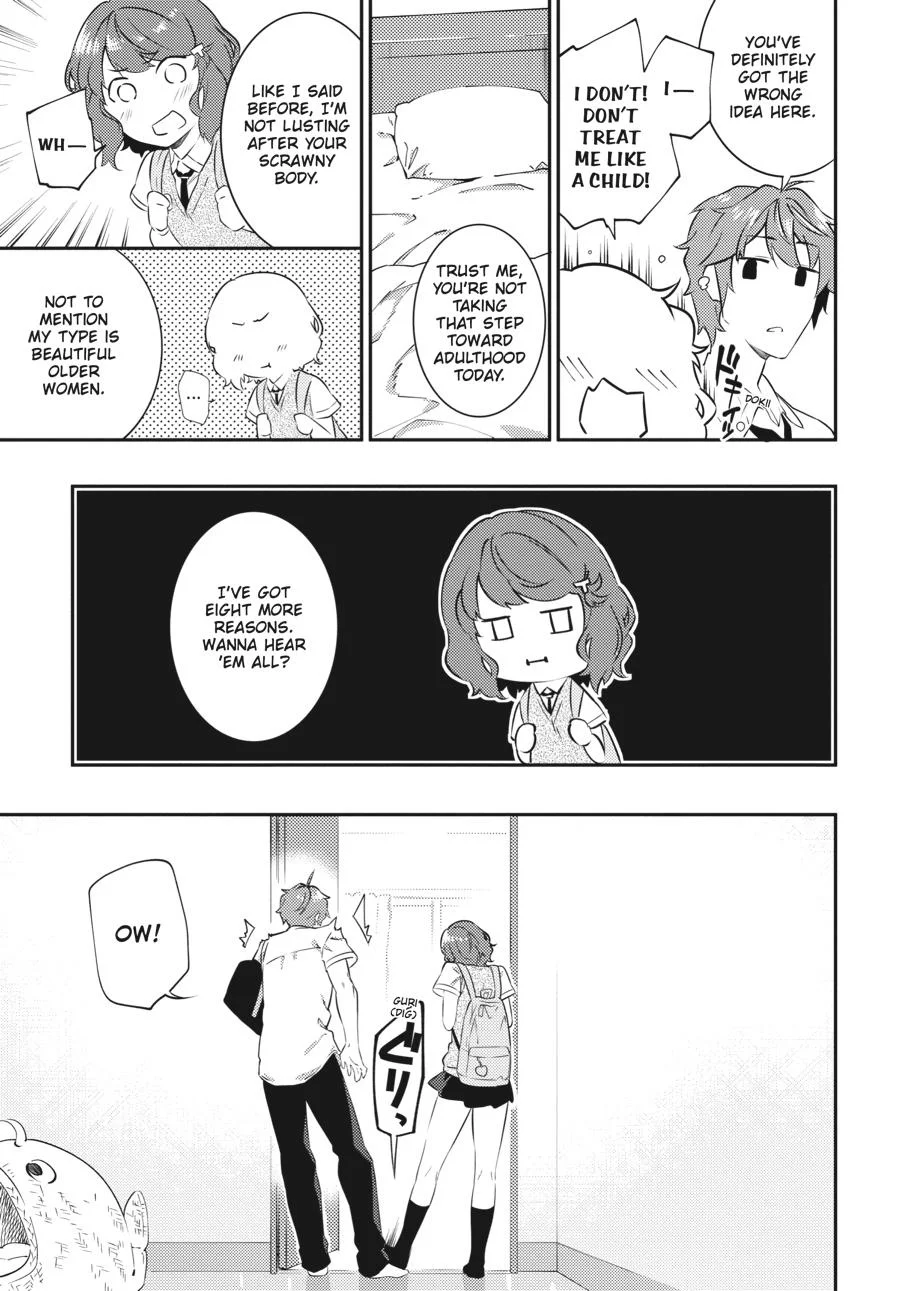 YOU'VE
DEFINITELY
GOT THE
WRONG
IDEA HERE.
I—
I DON'T!
DON'T
TREAT
ME LIKE
A CHILD!
ドキィッ
DOKII
TRUST ME,
YOU'RE NOT
TAKING
THAT STEP
TOWARD
ADULTHOOD
TODAY.
LIKE I SAID
BEFORE, I'M
NOT LUSTING
AFTER YOUR
SCRAWNY
BODY.
WH—
...
NOT TO
MENTION
MY TYPE IS
BEAUTIFUL
OLDER
WOMEN.
I'VE GOT
EIGHT MORE
REASONS.
WANNA HEAR
'EM ALL?
OW!
GURI
(DIG)
ぐりっ